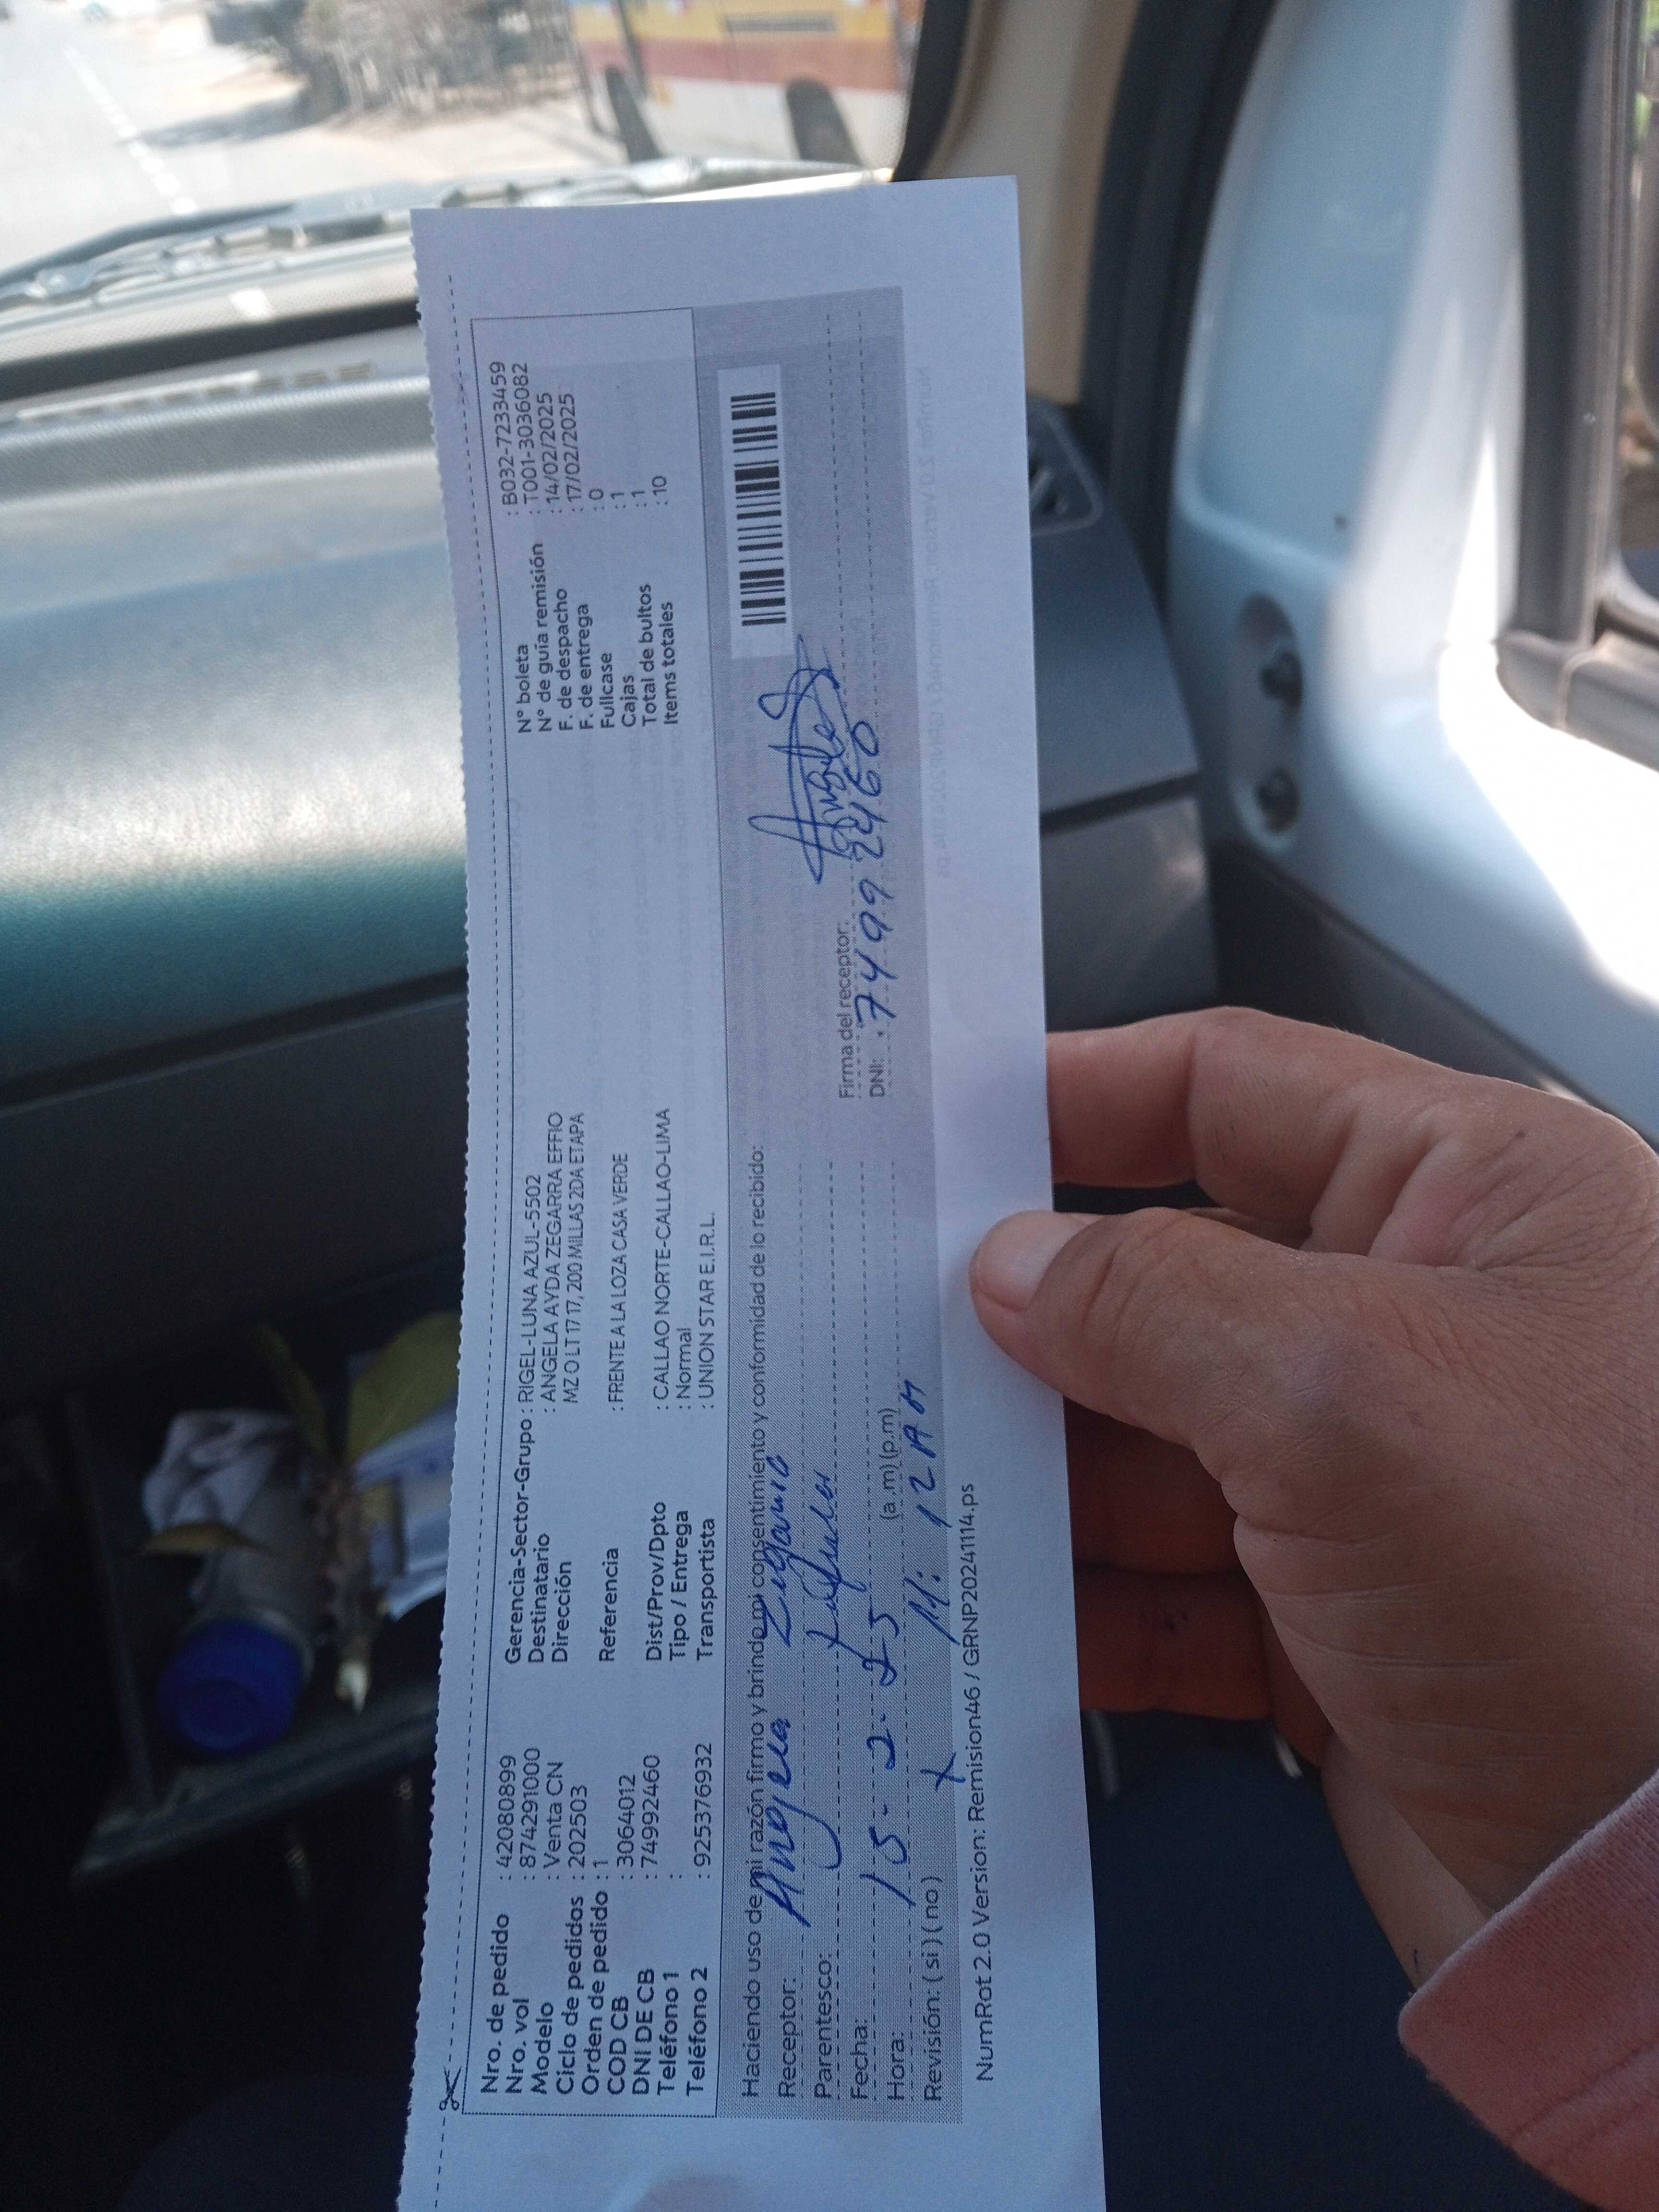 Nro. de pedido : 42080899
Nro. vol : 8742910​00
Modelo : Venta CN
Ciclo de pedidos : 202503
Orden de pedido : 1
COD CB : 3064012
DNI DE CB : 74992460
Teléfono 1 :
Teléfono 2 : 925376932
Gerencia-Sector-Grupo : RIGEL-LUNA AZUL-5502
Destinatario : ANGELA AYDA ZEGARRA EFFIO
Dirección MZ O LT 17 17, 200 MILLAS 2DA ETAPA
Referencia : FRENTE A LA LOZA CASA VERDE
Dist/Prov/Dpto : CALLAO NORTE-CALLAO-LIMA
Tipo / Entrega : Normal
Transportista : UNION STAR E.I.R.L.
N° boleta : B032-7233459
N° de guía remisión : T001-3036082
F. de despacho : 14/02/2025
F. de entrega : 17/02/2025
Fullcase : 0
Cajas : 1
Total de bultos : 1
Items totales : 10
Haciendo uso de mi razón firmo y brindo mi consentimiento y conformidad de lo recibido:
Receptor: Angela
Parentesco:
Fecha: 15-2-25
Hora: 11:12 AM (a.m) (p.m)
Revisión: ( si ) ( no ) X
Firma del receptor:
DNI: 74992460
NumRot 2.0 Version: Remision46 / GRNP20241114.ps